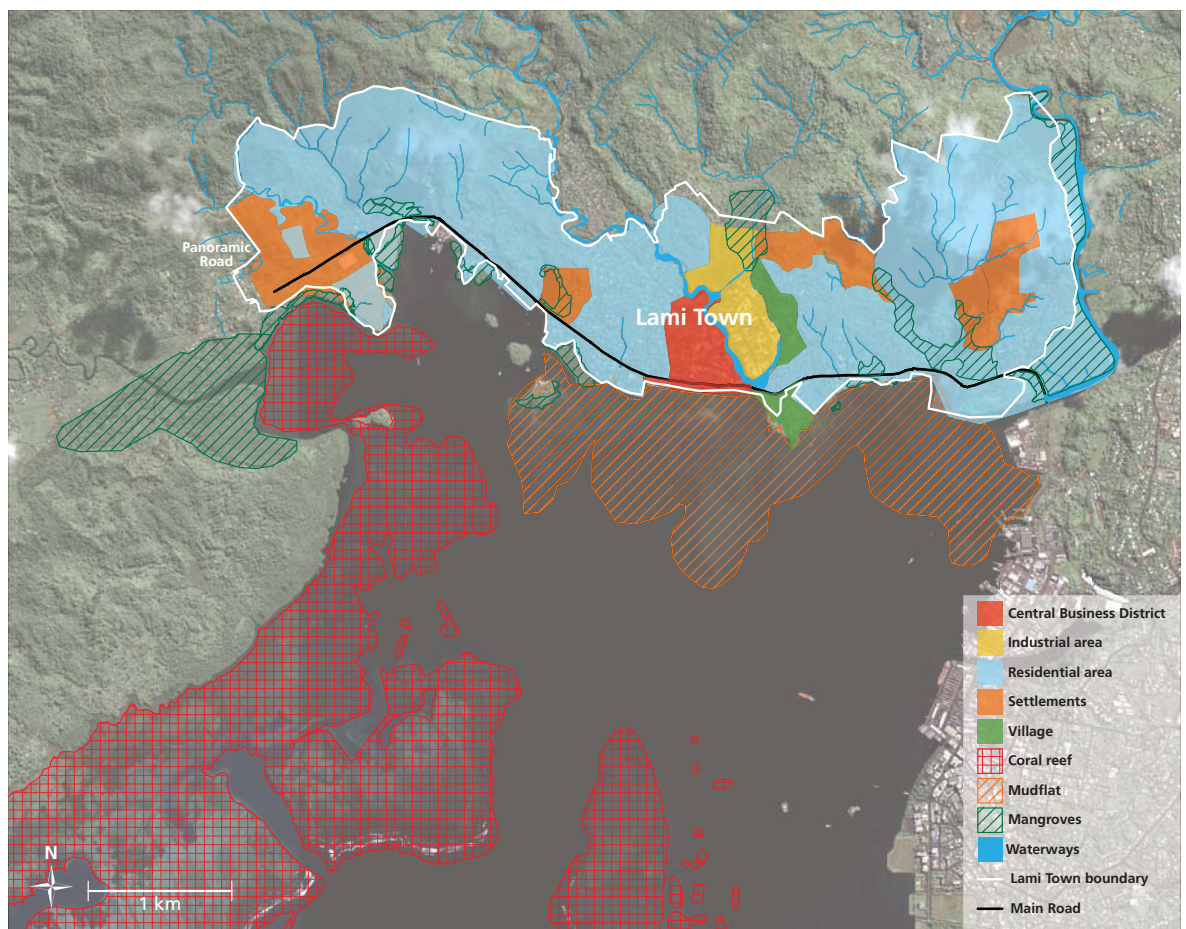 Panoramic
Road
Lami Town
Central Business District
Industrial area
Residential area
Settlements
Village
Coral reef
Mudflat
Mangroves
Waterways
Lami Town boundary
Main Road
N
1 km